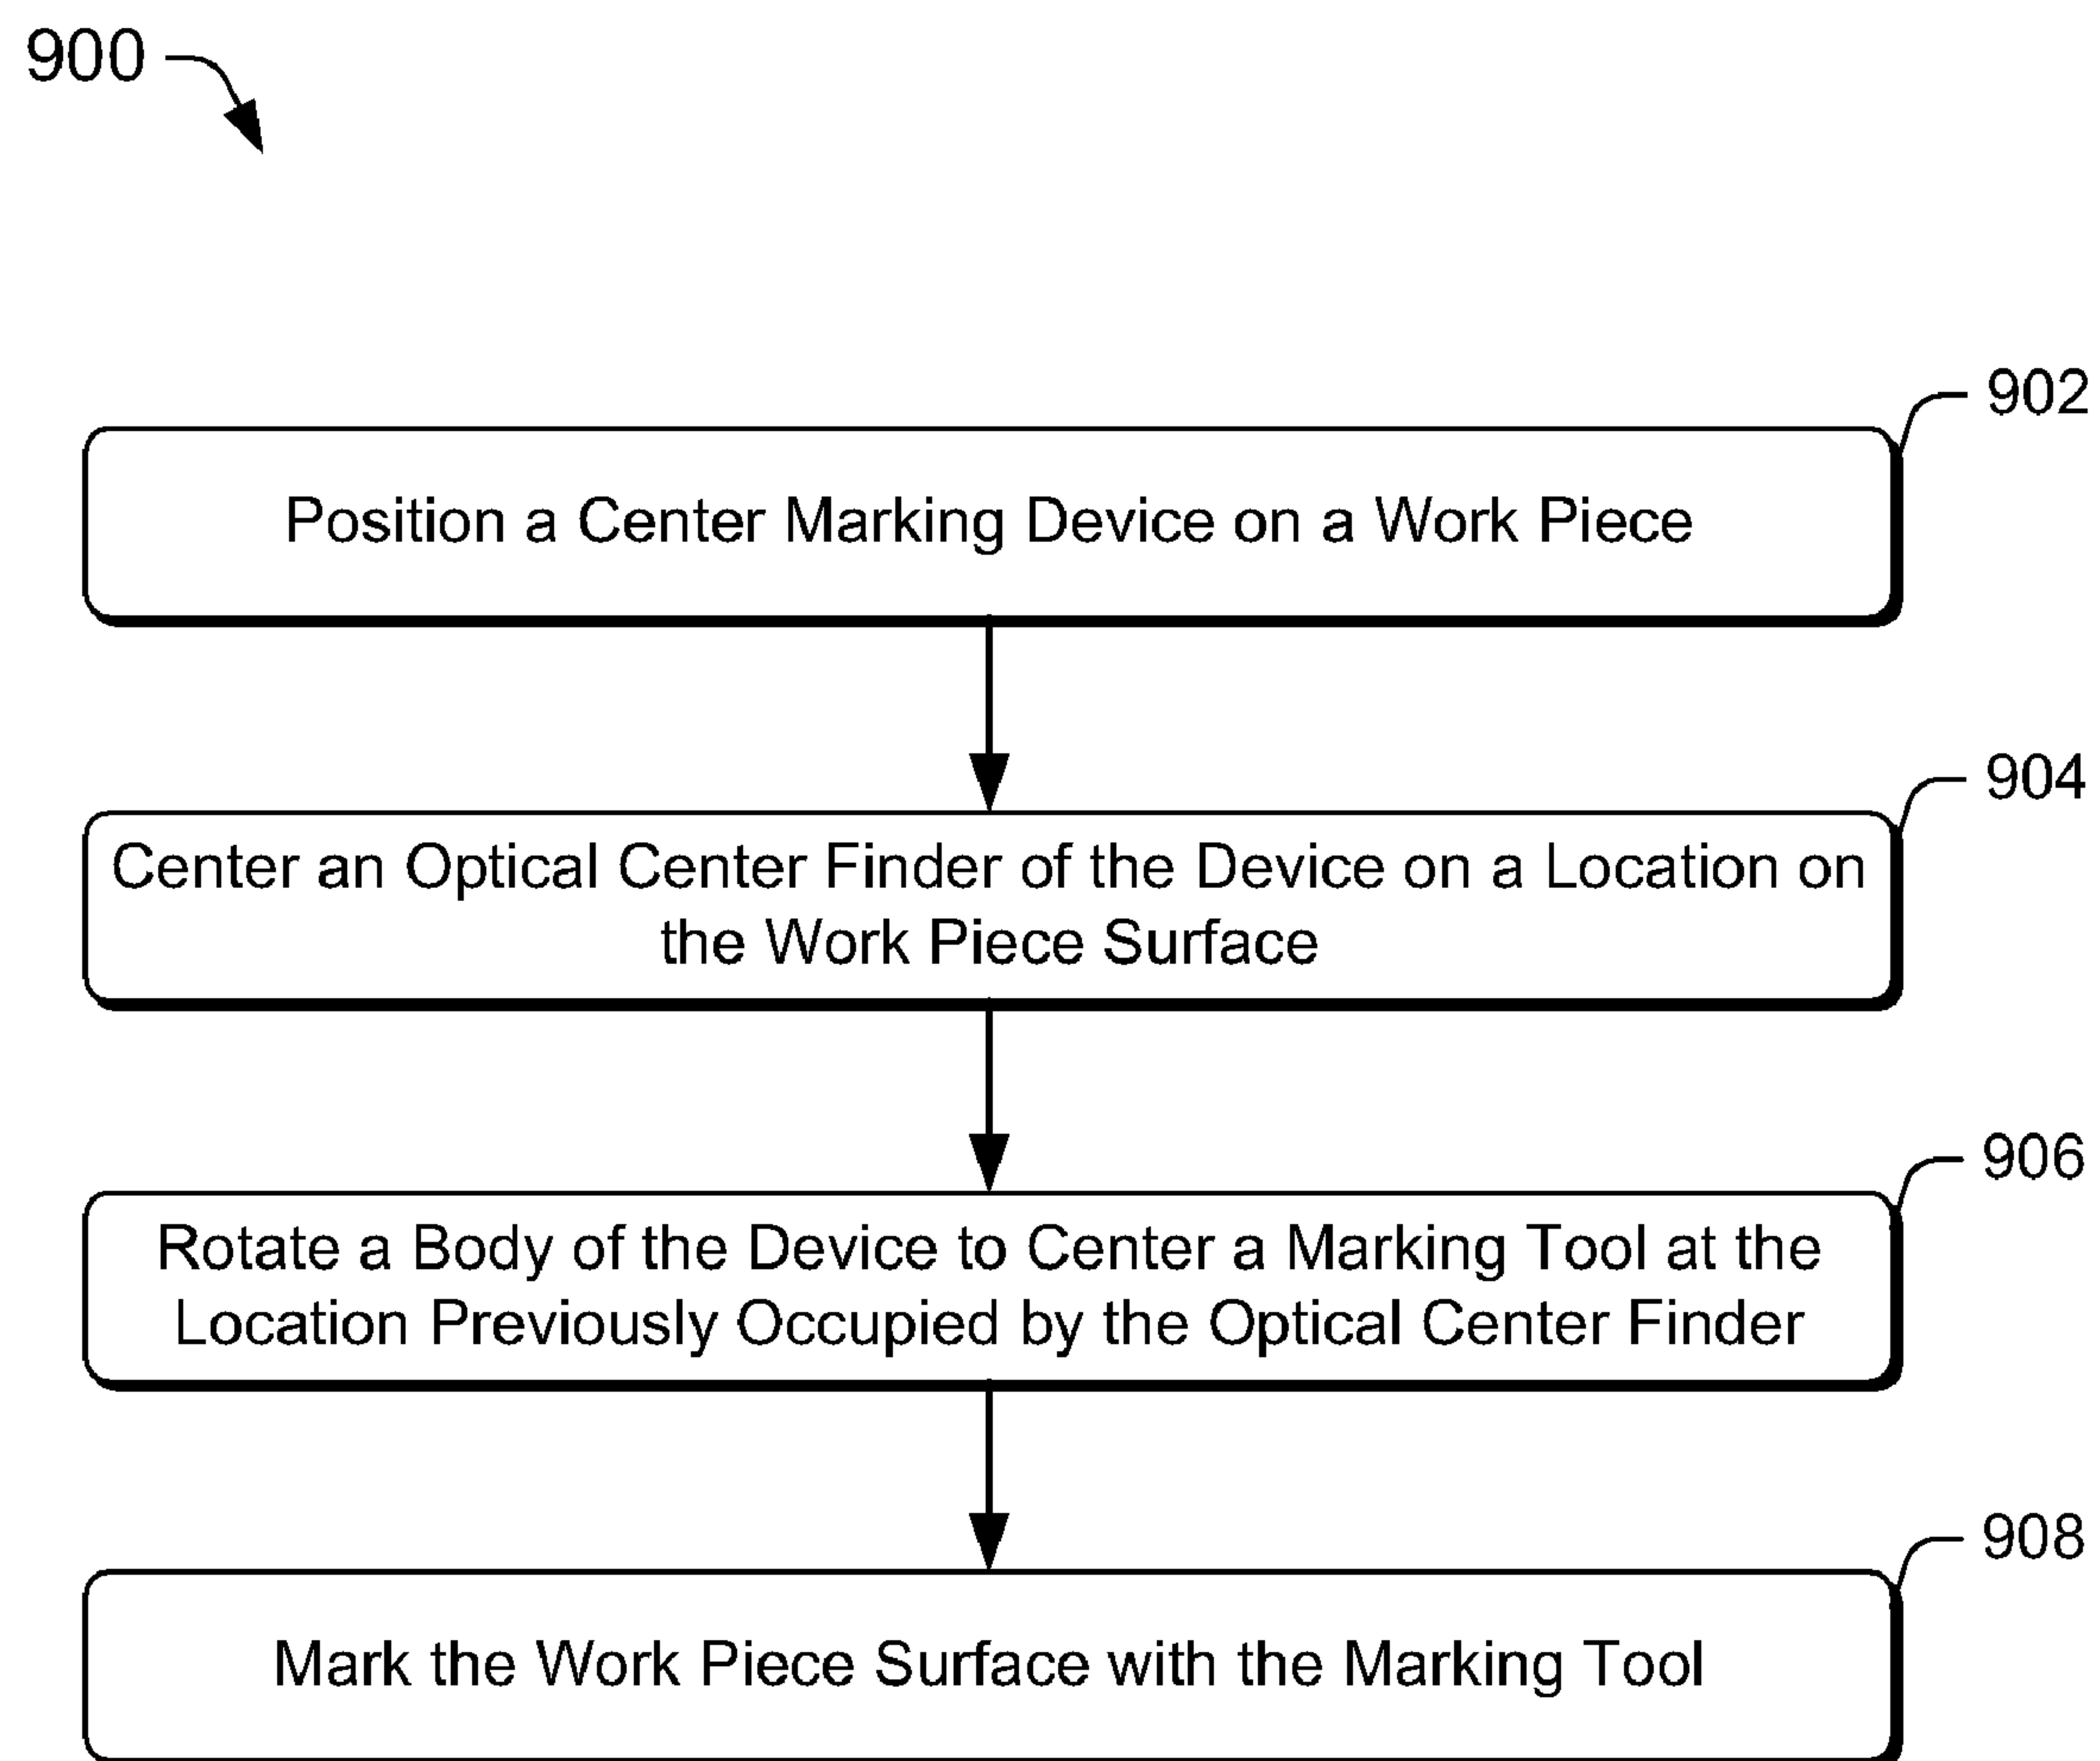 900
902
Position a Center Marking Device on a Work Piece
904
Center an Optical Center Finder of the Device on a Location on
the Work Piece Surface
906
Rotate a Body of the Device to Center a Marking Tool at the
Location Previously Occupied by the Optical Center Finder
908
Mark the Work Piece Surface with the Marking Tool